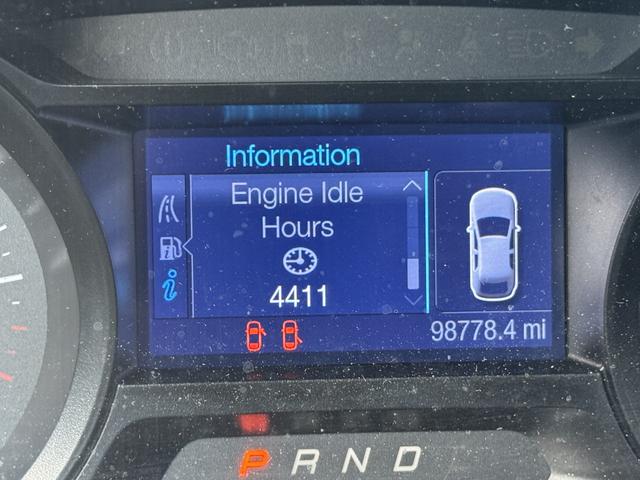 Information
Engine Idle
Hours
4411
98778.4 mi
P R N D